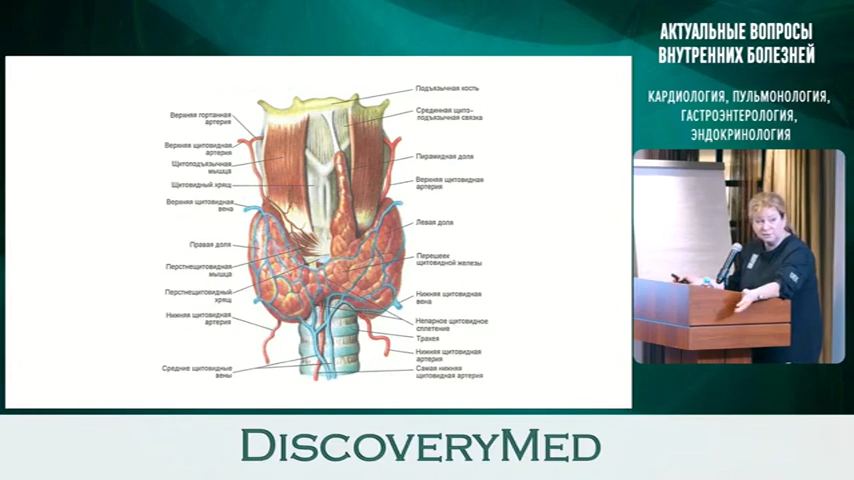 АКТУАЛЬНЫЕ ВОПРОСЫ
ВНУТРЕННИХ БОЛЕЗНЕЙ
КАРДИОЛОГИЯ, ПУЛЬМОНОЛОГИЯ,
ГАСТРОЭНТЕРОЛОГИЯ,
ЭНДОКРИНОЛОГИЯ
Верхняя гортанная
артерия
Верхняя щитовидная
артерия
Щитоподъязычная
мышца
Щитовидный хрящ
Верхняя щитовидная
вена
Правая доля
Перстнещитовидная
мышца
Перстнещитовидный
хрящ
Нижняя щитовидная
артерия
Средние щитовидные
вены
Подъязычная кость
Срединная щито-
подъязычная связка
Пирамидная доля
Верхняя щитовидная
артерия
Левая доля
Перешеек
щитовидной железы
Нижняя щитовидная
вена
Непарное щитовидное
сплетение
Трахея
Нижняя щитовидная
артерия
Самая нижняя
щитовидная артерия
DISCOVERYMED